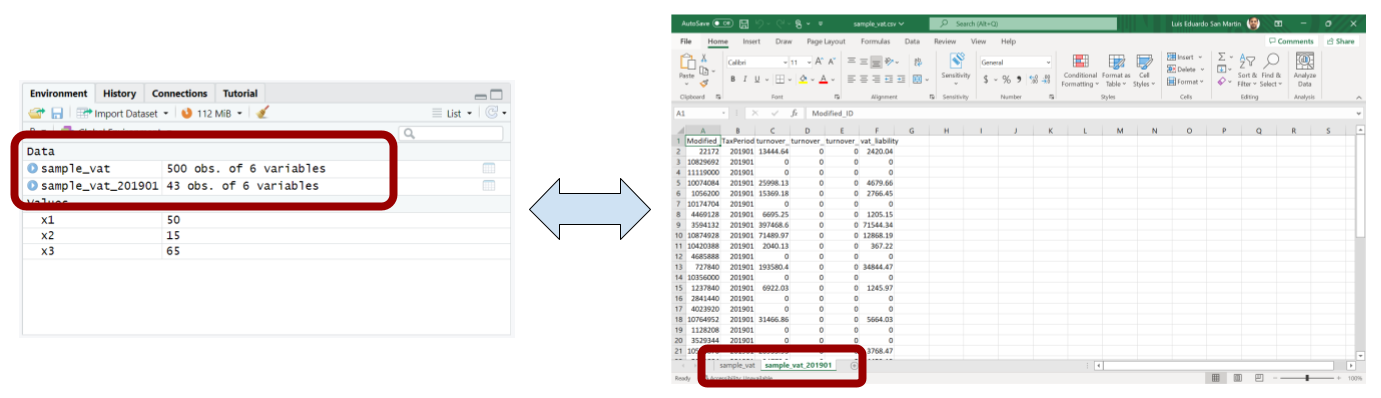 Environment History Connections Tutorial
Import Dataset 112 MiB List
Data
sample_vat 500 obs. of 6 variables
sample_vat_201901 43 obs. of 6 variables
Values
x1 50
x2 15
x3 65
AutoSave Off sample_vat.csv Search (Alt+Q) Luis Eduardo San Martin
File Home Insert Draw Page Layout Formulas Data Review View Help Comments Share
Paste Calibri 11 General Insert Delete Format
B I U Sensitivity Conditional Formatting Format as Table Cell Styles Sort & Filter Find & Select Analyze Data
Clipboard Font Alignment Sensitivity Number Styles Cells Editing Analysis
A1 fx Modified_ID
A B C D E F G H I J K L M N O P Q R S
1 Modified_ TaxPeriod turnover_ turnover_ turnover_ vat_liability
2 22172 201901 13444.64 0 0 2420.04
3 10829692 201901 0 0 0 0
4 11119000 201901 0 0 0 0
5 10074084 201901 25998.13 0 0 4679.66
6 1056200 201901 15369.18 0 0 2766.45
7 10174704 201901 0 0 0 0
8 4469128 201901 6695.25 0 0 1205.15
9 3594132 201901 397468.6 0 0 71544.34
10 10874928 201901 71489.97 0 0 12868.19
11 10420388 201901 2040.13 0 0 367.22
12 4685888 201901 0 0 0 0
13 727840 201901 193580.4 0 0 34844.47
14 10356000 201901 0 0 0 0
15 1237840 201901 6922.03 0 0 1245.97
16 2841440 201901 0 0 0 0
17 4023920 201901 0 0 0 0
18 10764952 201901 31466.86 0 0 5664.03
19 1128208 201901 0 0 0 0
20 3529344 201901 0 0 0 0
21 3768.47
sample_vat sample_vat_201901
Ready 100%